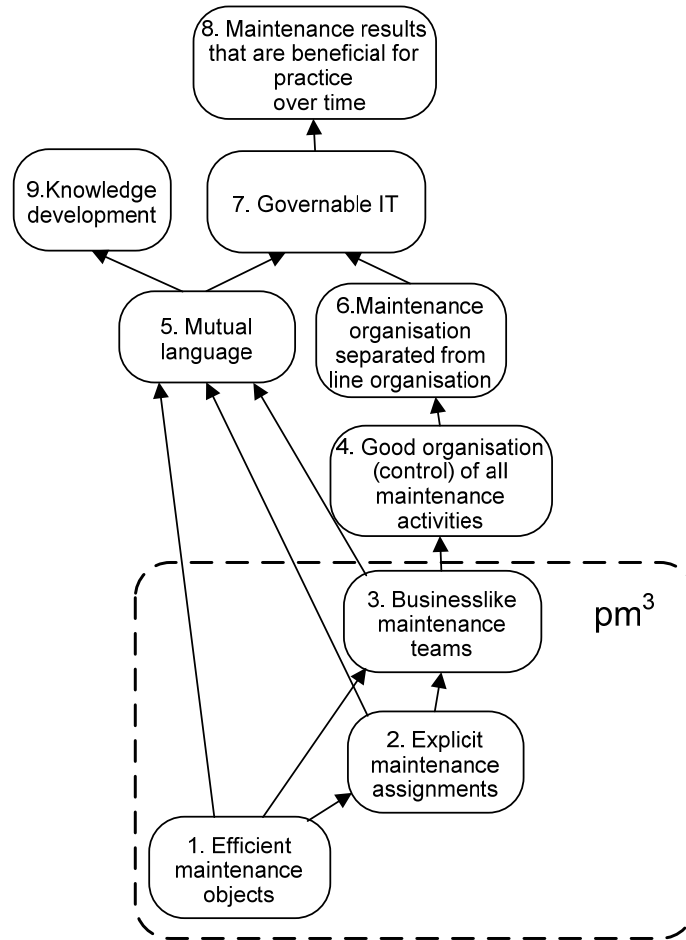 8. Maintenance results
that are beneficial for
practice
over time
9.Knowledge
development
7. Governable IT
5. Mutual
language
6.Maintenance
organisation
separated from
line organisation
4. Good organisation
(control) of all
maintenance
activities
3. Businesslike
maintenance
teams
pm³
2. Explicit
maintenance
assignments
1. Efficient
maintenance
objects